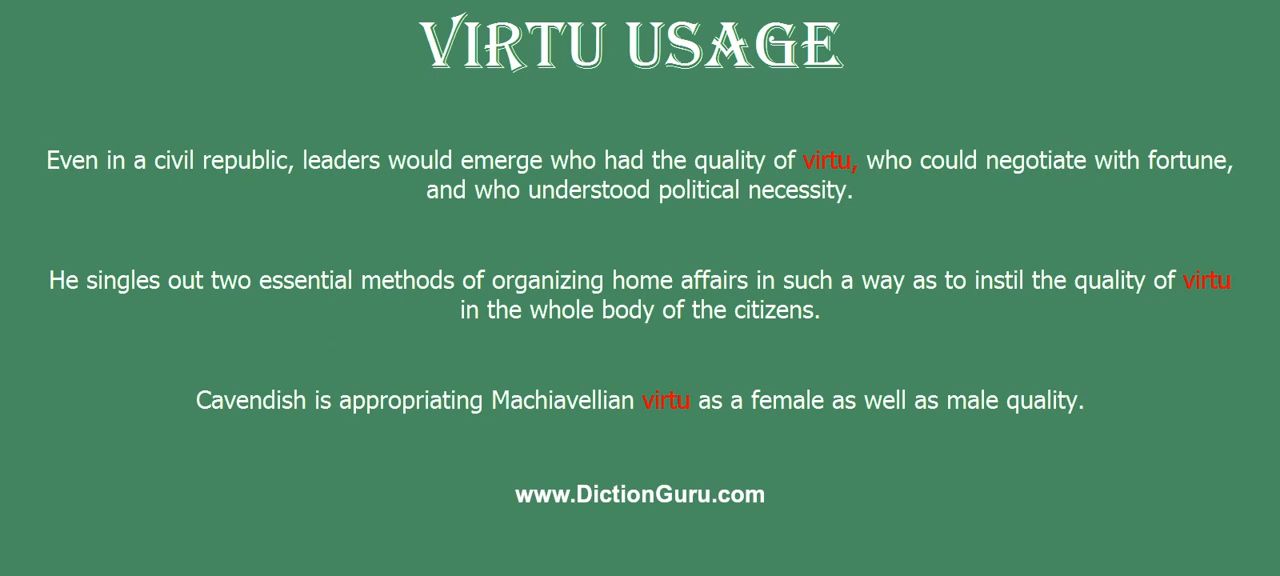 VIRTU USAGE
Even in a civil republic, leaders would emerge who had the quality of virtu, who could negotiate with fortune,
and who understood political necessity.
He singles out two essential methods of organizing home affairs in such a way as to instil the quality of virtu
in the whole body of the citizens.
Cavendish is appropriating Machiavellian virtu as a female as well as male quality.
www.DictionGuru.com